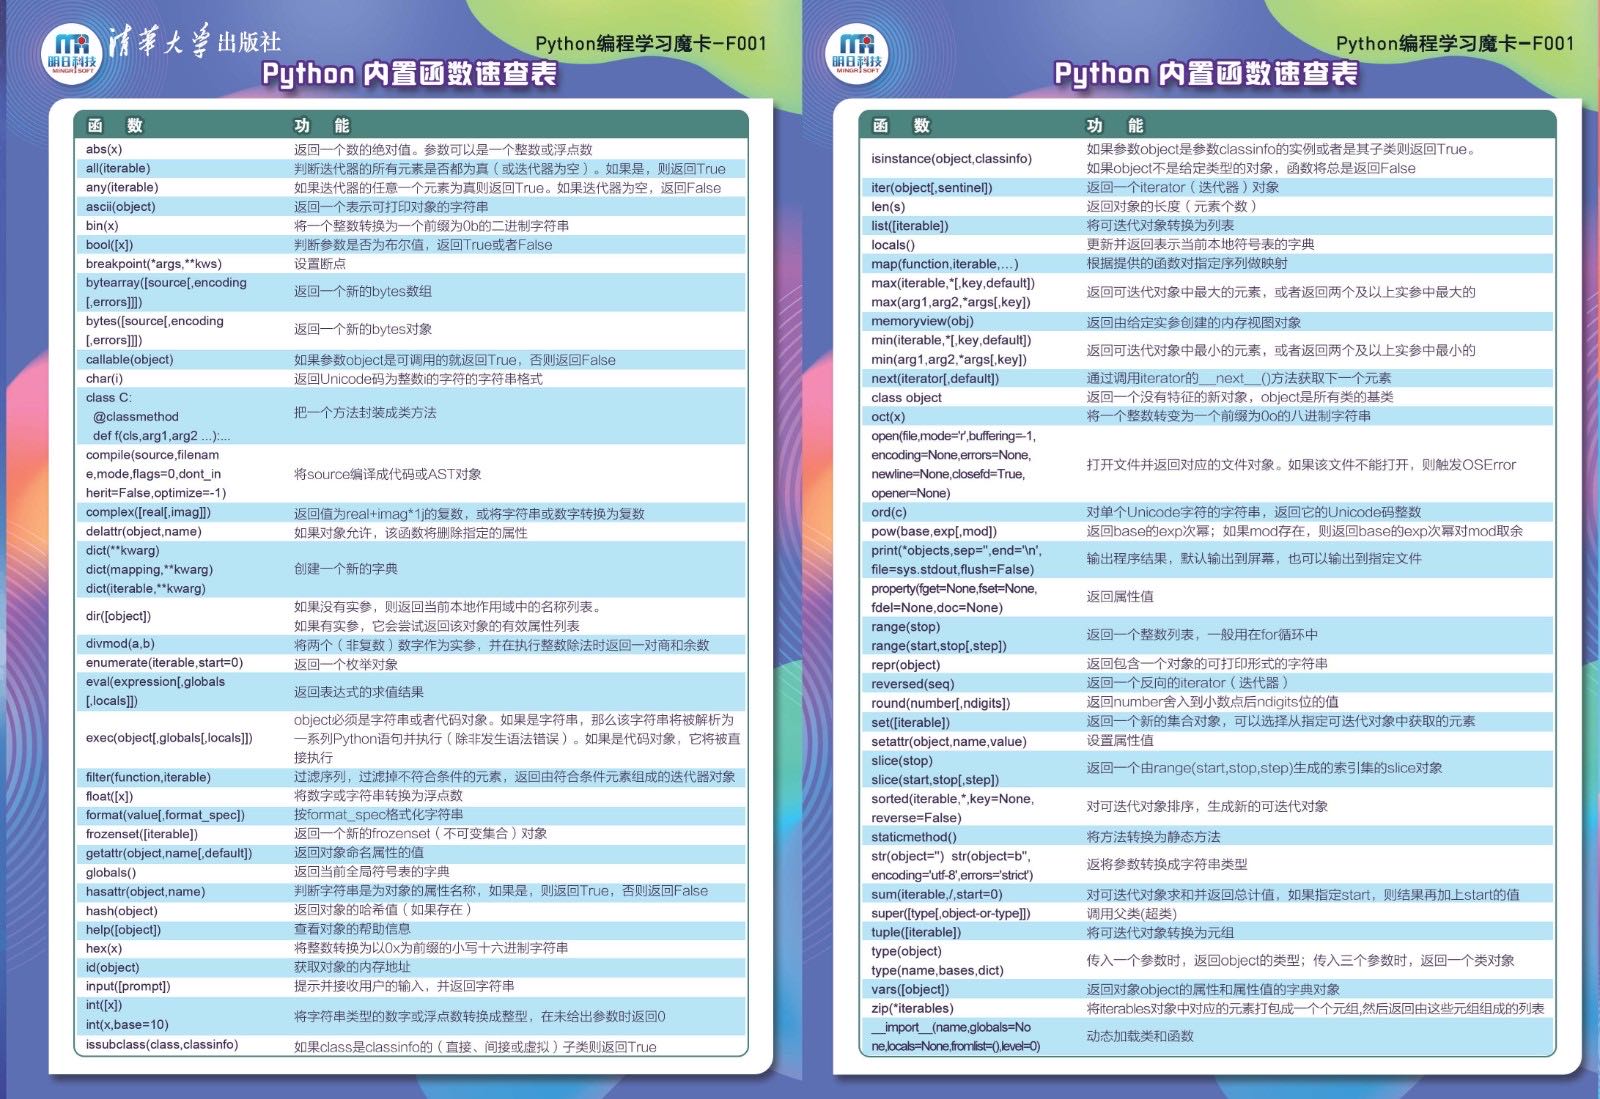 明日科技
MINGRISOFT
清华大学出版社
Python编程学习魔卡-F001
Python 内置函数速查表
函 数 功 能
abs(x) 返回一个数的绝对值。参数可以是一个整数或浮点数
all(iterable) 判断迭代器的所有元素是否都为真（或迭代器为空）。如果是，则返回True
any(iterable) 如果迭代器的任意一个元素为真则返回True。如果迭代器为空，返回False
ascii(object) 返回一个表示可打印对象的字符串
bin(x) 将一个整数转换为一个前缀为0b的二进制字符串
bool([x]) 判断参数是否为布尔值，返回True或者False
breakpoint(*args,**kws) 设置断点
bytearray([source[,encoding
[,errors]]]) 返回一个新的bytes数组
bytes([source[,encoding
[,errors]]]) 返回一个新的bytes对象
callable(object) 如果参数object是可调用的就返回True，否则返回False
char(i) 返回Unicode码为整数i的字符的字符串格式
class C:
@classmethod 把一个方法封装成类方法
def f(cls,arg1,arg2 ...):...
compile(source,filenam
e,mode,flags=0,dont_in 将source编译成代码或AST对象
herit=False,optimize=-1)
complex([real[,imag]]) 返回值为real+imag*1j的复数，或将字符串或数字转换为复数
delattr(object,name) 如果对象允许，该函数将删除指定的属性
dict(**kwarg)
dict(mapping,**kwarg) 创建一个新的字典
dict(iterable,**kwarg)
dir([object]) 如果没有实参，则返回当前本地作用域中的名称列表。
如果有实参，它会尝试返回该对象的有效属性列表
divmod(a,b) 将两个（非复数）数字作为实参，并在执行整数除法时返回一对商和余数
enumerate(iterable,start=0) 返回一个枚举对象
eval(expression[,globals
[,locals]]) 返回表达式的求值结果
object必须是字符串或者代码对象。如果是字符串，那么该字符串将被解析为
exec(object[,globals[,locals]]) 一系列Python语句并执行（除非发生语法错误）。如果是代码对象，它将被直
接执行
filter(function,iterable) 过滤序列，过滤掉不符合条件的元素，返回由符合条件元素组成的迭代器对象
float([x]) 将数字或字符串转换为浮点数
format(value[,format_spec]) 按format_spec格式化字符串
frozenset([iterable]) 返回一个新的frozenset（不可变集合）对象
getattr(object,name[,default]) 返回对象命名属性的值
globals() 返回当前全局符号表的字典
hasattr(object,name) 判断字符串是为对象的属性名称，如果是，则返回True，否则返回False
hash(object) 返回对象的哈希值（如果存在）
help([object]) 查看对象的帮助信息
hex(x) 将整数转换为以0x为前缀的小写十六进制字符串
id(object) 获取对象的内存地址
input([prompt]) 提示并接收用户的输入，并返回字符串
int([x])
int(x,base=10) 将字符串类型的数字或浮点数转换成整型，在未给出参数时返回0
issubclass(class,classinfo) 如果class是classinfo的（直接、间接或虚拟）子类则返回True
明日科技
MINGRISOFT
Python编程学习魔卡-F001
Python 内置函数速查表
函 数 功 能
isinstance(object,classinfo) 如果参数object是参数classinfo的实例或者是其子类则返回True。
如果object不是给定类型的对象，函数将总是返回False
iter(object[,sentinel]) 返回一个iterator（迭代器）对象
len(s) 返回对象的长度（元素个数）
list([iterable]) 将可迭代对象转换为列表
locals() 更新并返回表示当前本地符号表的字典
map(function,iterable,...) 根据提供的函数对指定序列做映射
max(iterable,*[,key,default])
max(arg1,arg2,*args[,key]) 返回可迭代对象中最大的元素，或者返回两个及以上实参中最大的
memoryview(obj) 返回由给定实参创建的内存视图对象
min(iterable,*[,key,default])
min(arg1,arg2,*args[,key]) 返回可迭代对象中最小的元素，或者返回两个及以上实参中最小的
next(iterator[,default]) 通过调用iterator的__next__()方法获取下一个元素
class object 返回一个没有特征的新对象，object是所有类的基类
oct(x) 将一个整数转变为一个前缀为0o的八进制字符串
open(file,mode='r',buffering=-1,
encoding=None,errors=None,
newline=None,closefd=True, 打开文件并返回对应的文件对象。如果该文件不能打开，则触发OSError
opener=None)
ord(c) 对单个Unicode字符的字符串，返回它的Unicode码整数
pow(base,exp[,mod]) 返回base的exp次幂；如果mod存在，则返回base的exp次幂对mod取余
print(*objects,sep='',end='\n',
file=sys.stdout,flush=False) 输出程序结果，默认输出到屏幕，也可以输出到指定文件
property(fget=None,fset=None,
fdel=None,doc=None) 返回属性值
range(stop)
range(start,stop[,step]) 返回一个整数列表，一般用在for循环中
repr(object) 返回包含一个对象的可打印形式的字符串
reversed(seq) 返回一个反向的iterator（迭代器）
round(number[,ndigits]) 返回number舍入到小数点后ndigits位的值
set([iterable]) 返回一个新的集合对象，可以选择从指定可迭代对象中获取的元素
setattr(object,name,value) 设置属性值
slice(stop)
slice(start,stop[,step]) 返回一个由range(start,stop,step)生成的索引集的slice对象
sorted(iterable,*,key=None,
reverse=False) 对可迭代对象排序，生成新的可迭代对象
staticmethod() 将方法转换为静态方法
str(object='') str(object=b'',
encoding='utf-8',errors='strict') 返将参数转换成字符串类型
sum(iterable,/,start=0) 对可迭代对象求和并返回总计值，如果指定start，则结果再加上start的值
super([type[,object-or-type]]) 调用父类(超类)
tuple([iterable]) 将可迭代对象转换为元组
type(object)
type(name,bases,dict) 传入一个参数时，返回object的类型；传入三个参数时，返回一个类对象
vars([object]) 返回对象object的属性和属性值的字典对象
zip(*iterables) 将iterables对象中对应的元素打包成一个个元组,然后返回由这些元组组成的列表
__import__(name,globals=No
ne,locals=None,fromlist=(),level=0) 动态加载类和函数